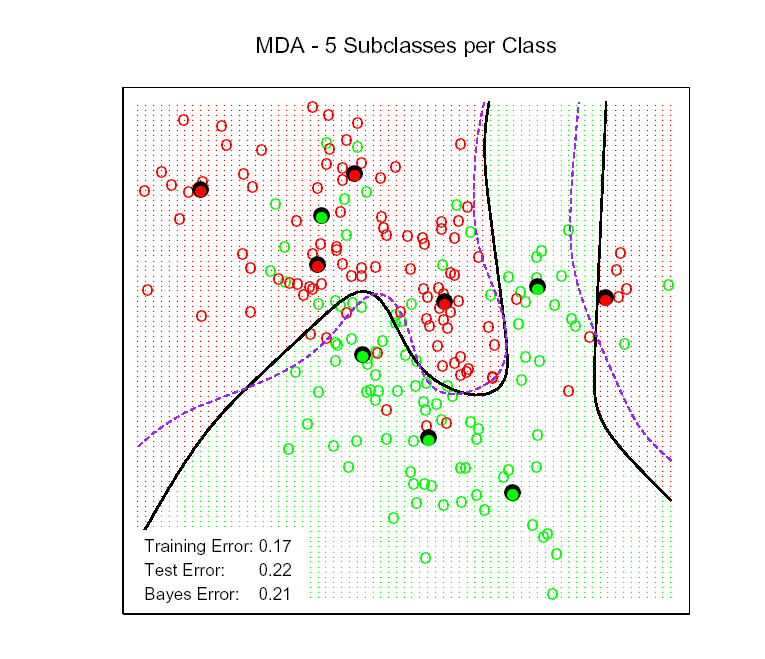 MDA - 5 Subclasses per Class
Training Error: 0.17
Test Error: 0.22
Bayes Error: 0.21